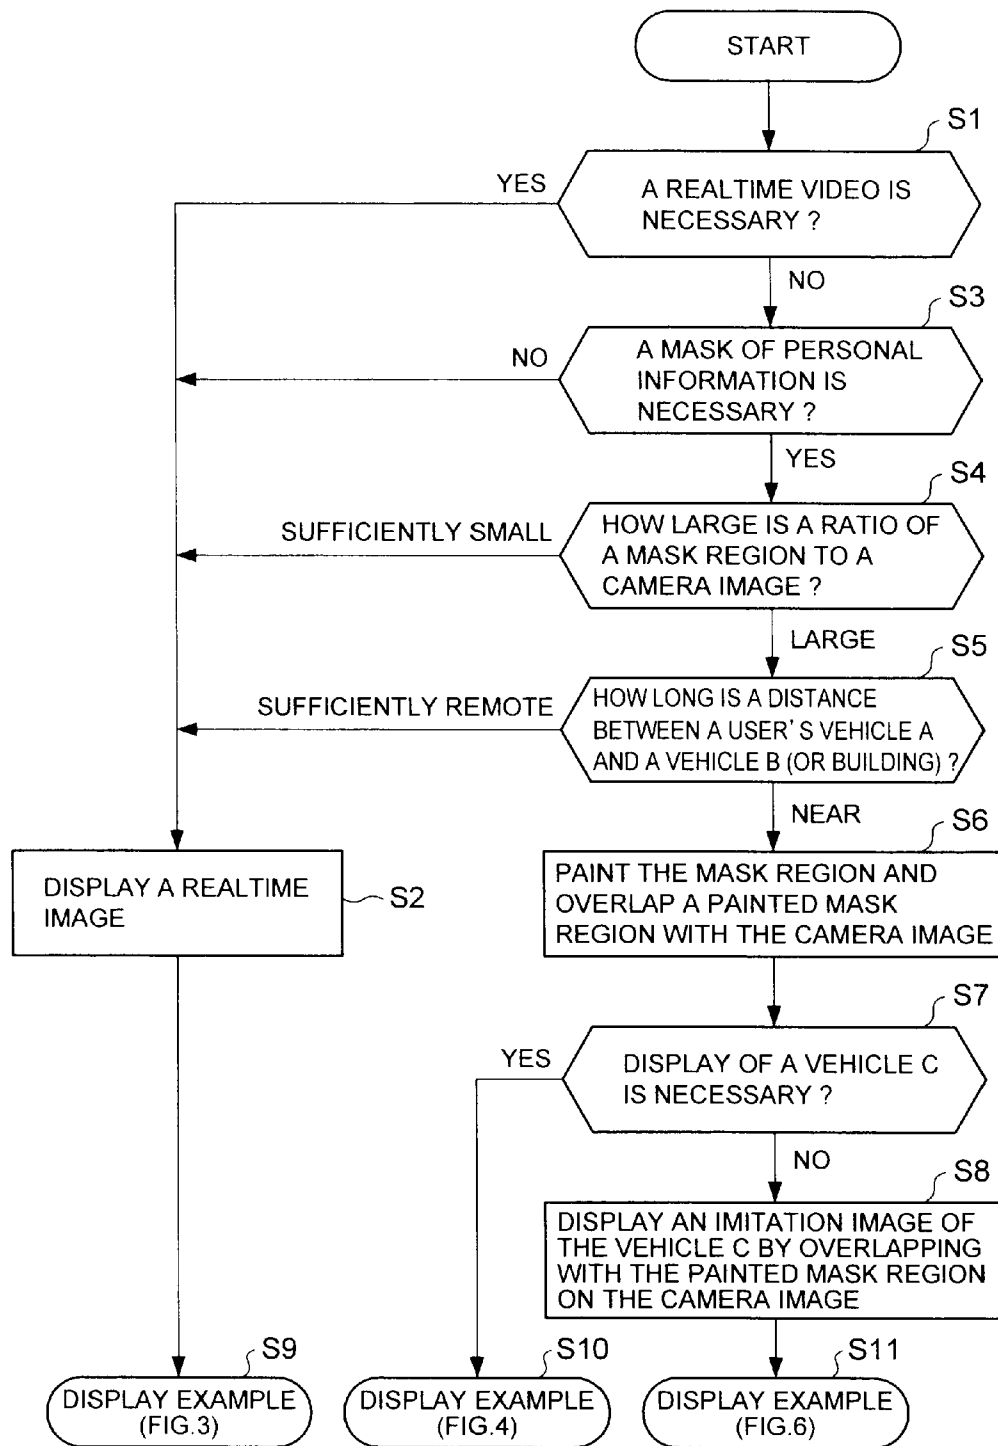 START
S1
YES
A REALTIME VIDEO IS
NECESSARY ?
NO
S3
NO
A MASK OF PERSONAL
INFORMATION IS
NECESSARY ?
YES
S4
SUFFICIENTLY SMALL
HOW LARGE IS A RATIO OF
A MASK REGION TO A
CAMERA IMAGE ?
LARGE
S5
SUFFICIENTLY REMOTE
HOW LONG IS A DISTANCE
BETWEEN A USER'S VEHICLE A
AND A VEHICLE B (OR BUILDING) ?
NEAR
S6
DISPLAY A REALTIME
IMAGE
S2
PAINT THE MASK REGION AND
OVERLAP A PAINTED MASK
REGION WITH THE CAMERA IMAGE
S7
YES
DISPLAY OF A VEHICLE C
IS NECESSARY ?
NO
S8
DISPLAY AN IMITATION IMAGE OF
THE VEHICLE C BY OVERLAPPING
WITH THE PAINTED MASK REGION
ON THE CAMERA IMAGE
S9
DISPLAY EXAMPLE
(FIG.3)
S10
DISPLAY EXAMPLE
(FIG.4)
S11
DISPLAY EXAMPLE
(FIG.6)